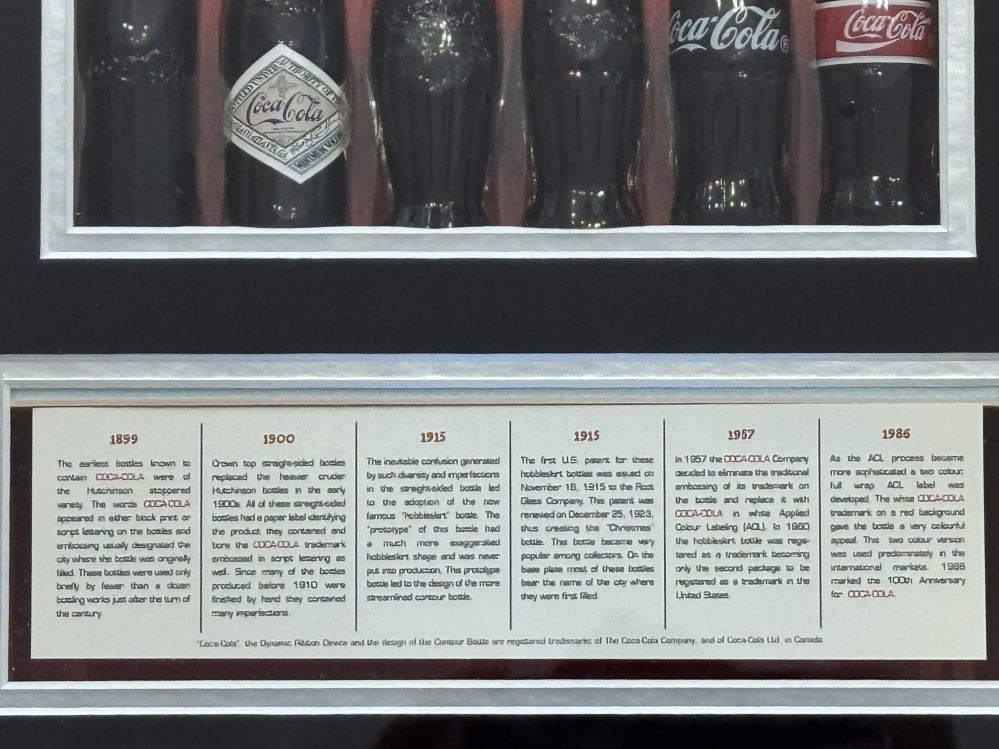 Coca-Cola
Coca-Cola®
Coca-Cola
1899
The earliest bottles known to
contain COCA-COLA were of
the Hutchinson stoppered
variety. The words COCA-COLA
appeared in either block print or
script lettering on the bottles and
embossing usually designated the
city where the bottle was originally
filled. These bottles were used only
briefly by fewer than a dozen
bottling works just after the turn of
the century.
1900
Crown top straight-sided bottles
replaced the heavier cruder
Hutchinson bottles in the early
1900s. All of these straight-sided
bottles had a paper label identifying
the product, they contained and
bore the COCA-COLA trademark
embossed in script lettering as
well. Since many of the bottles
produced before 1910 were
finished by hand they contained
many imperfections.
1915
The inevitable confusion generated
by such diversity and imperfections
in the straight-sided bottle led
to the adoption of the now
famous "hobbleskirt" bottle. The
"prototype" of this bottle had
a much more exaggerated
hobbleskirt shape and was never
put into production. This prototype
bottle led to the design of the more
streamlined contour bottle.
1915
The first U.S. patent for these
hobbleskirt bottles was issued on
November 16, 1915 to the Root
Glass Company. This patent was
renewed on December 25, 1923,
thus creating the "Christmas"
bottle. This bottle became very
popular among collectors. On the
base plate most of these bottles
bear the name of the city where
they were first filled.
1957
In 1957 the COCA-COLA Company
decided to eliminate the traditional
embossing of its trademark on
the bottle and replace it with
COCA-COLA in white Applied
Colour Labeling (ACL). In 1960
the hobbleskirt bottle was regis-
tered as a trademark becoming
only the second package to be
registered as a trademark in the
United States.
1986
As the ACL process became
more sophisticated a two colour,
full wrap ACL label was
developed. The white COCA-COLA
trademark on a red background
gave the bottle a very colourful
appeal. This two colour version
was used predominately in the
international markets. 1986
marked the 100th Anniversary
for COCA-COLA.
"Coca-Cola", the Dynamic Ribbon Device and the design of the Contour Bottle are registered trademarks of The Coca-Cola Company, and of Coca-Cola Ltd. in Canada